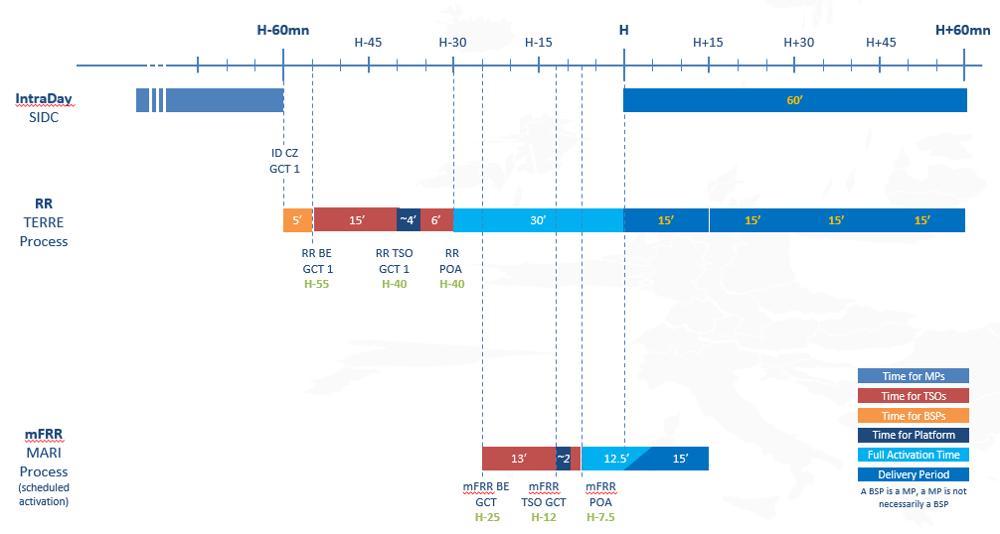 H-60mn
H-45
H-30
H-15
H
H+15
H+30
H+45
H+60mn
IntraDay
SIDC
60’
ID CZ
GCT 1
RR
TERRE
Process
5’
15’
~4’
6’
30’
15’
15’
15’
15’
RR BE
GCT 1
H-55
RR TSO
GCT 1
H-40
RR
POA
H-40
Time for MPs
Time for TSOs
Time for BSPs
Time for Platform
Full Activation Time
Delivery Period
A BSP is a MP, a MP is not
necessarily a BSP
mFRR
MARI
Process
(scheduled
activation)
13’
~2
12.5’
15’
mFRR BE
GCT
H-25
mFRR
TSO GCT
H-12
mFRR
POA
H-7.5